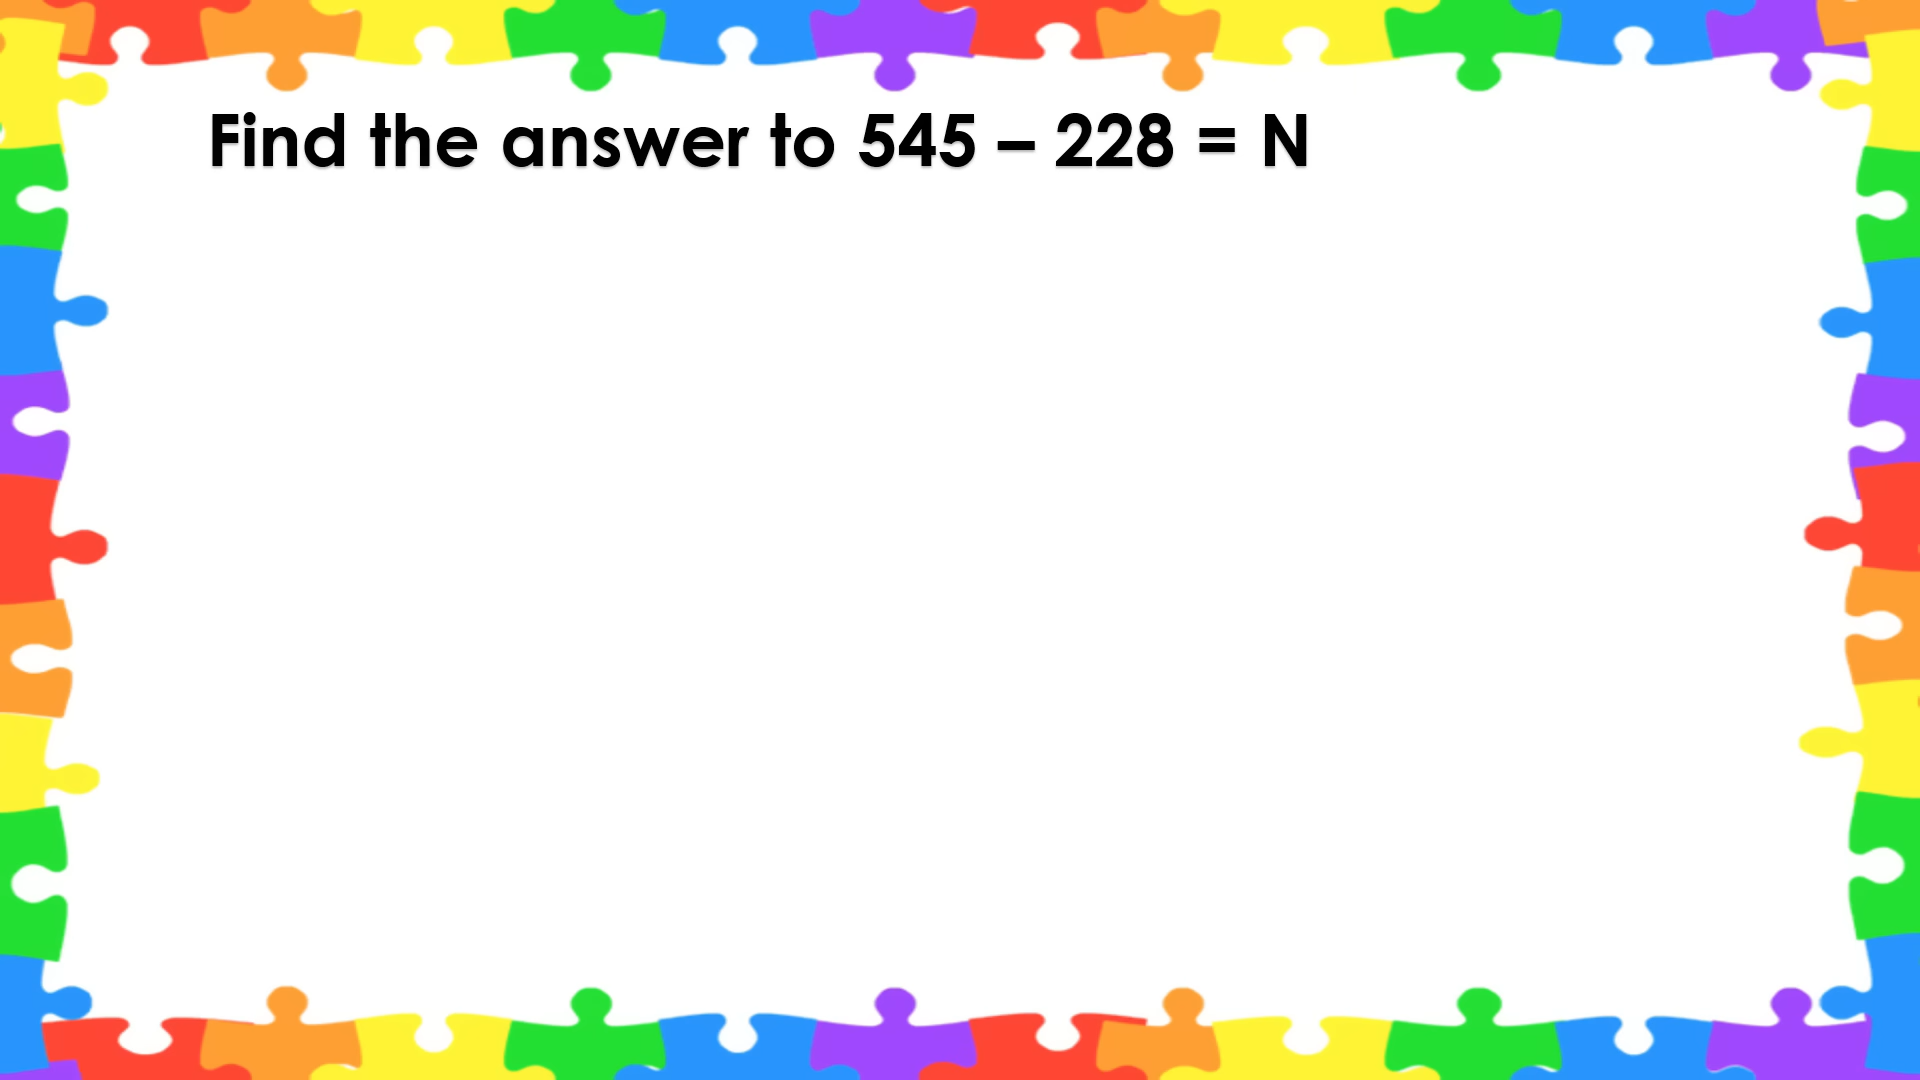 Find the answer to 545 – 228 = N